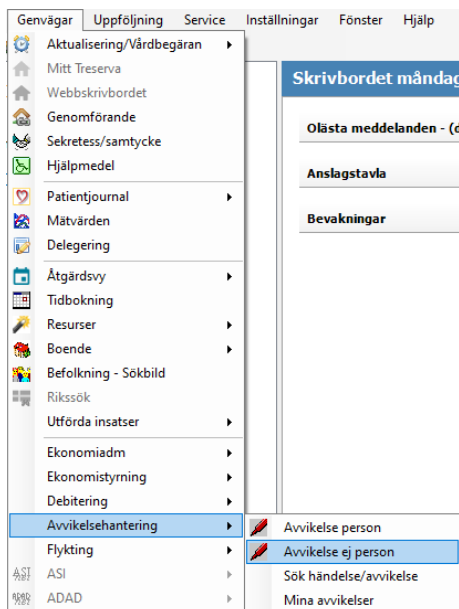 Genvägar Uppföljning Service Inställningar Fönster Hjälp
Aktualisering/Vårdbegäran
Mitt Treserva
Webbskrivbordet
Genomförande
Sekretess/samtycke
Hjälpmedel
Patientjournal
Mätvärden
Delegering
Åtgärdsvy
Tidbokning
Resurser
Boende
Befolkning - Sökbild
Rikssök
Utförda insatser
Ekonomiadm
Ekonomistyrning
Debitering
Avvikelsehantering
Flykting
ASI
ADAD
Skrivbordet måndag
Olästa meddelanden - (d
Anslagstavla
Bevakningar
Avvikelse person
Avvikelse ej person
Sök händelse/avvikelse
Mina avvikelser